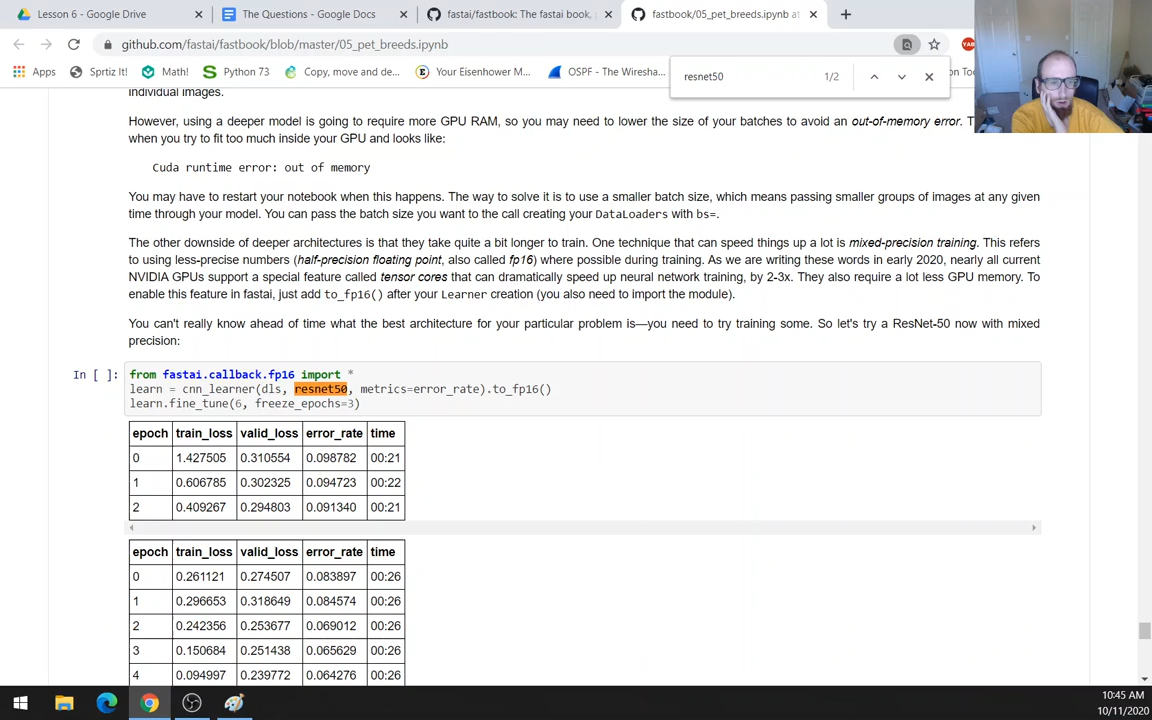 Lesson 6 - Google Drive
The Questions - Google Docs
fastai/fastbook: The fastai book,
fastbook/05_pet_breeds.ipynb at
github.com/fastai/fastbook/blob/master/05_pet_breeds.ipynb
Apps
Sprtiz It!
Math!
Python 73
Copy, move and de...
Your Eisenhower M...
OSPF - The Wiresha...
resnet50
1/2
individual images.
However, using a deeper model is going to require more GPU RAM, so you may need to lower the size of your batches to avoid an out-of-memory error. T
when you try to fit too much inside your GPU and looks like:
Cuda runtime error: out of memory
You may have to restart your notebook when this happens. The way to solve it is to use a smaller batch size, which means passing smaller groups of images at any given
time through your model. You can pass the batch size you want to the call creating your DataLoaders with bs=.
The other downside of deeper architectures is that they take quite a bit longer to train. One technique that can speed things up a lot is mixed-precision training. This refers
to using less-precise numbers (half-precision floating point, also called fp16) where possible during training. As we are writing these words in early 2020, nearly all current
NVIDIA GPUs support a special feature called tensor cores that can dramatically speed up neural network training, by 2-3x. They also require a lot less GPU memory. To
enable this feature in fastai, just add to_fp16() after your Learner creation (you also need to import the module).
You can't really know ahead of time what the best architecture for your particular problem is—you need to try training some. So let's try a ResNet-50 now with mixed
precision:
In [ ]: from fastai.callback.fp16 import *
learn = cnn_learner(dls, resnet50, metrics=error_rate).to_fp16()
learn.fine_tune(6, freeze_epochs=3)
epoch train_loss valid_loss error_rate time
0 1.427505 0.310554 0.098782 00:21
1 0.606785 0.302325 0.094723 00:22
2 0.409267 0.294803 0.091340 00:21
epoch train_loss valid_loss error_rate time
0 0.261121 0.274507 0.083897 00:26
1 0.296653 0.318649 0.084574 00:26
2 0.242356 0.253677 0.069012 00:26
3 0.150684 0.251438 0.065629 00:26
4 0.094997 0.239772 0.064276 00:26
10:45 AM
10/11/2020